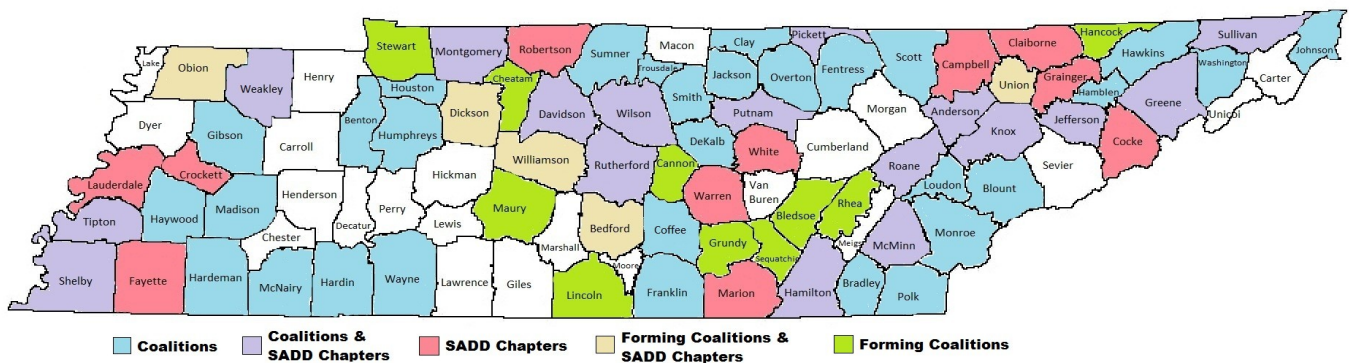 Lake
Obion
Weakley
Henry
Stewart
Montgomery
Robertson
Sumner
Macon
Trousdale
Clay
Pickett
Jackson
Overton
Fentress
Scott
Campbell
Claiborne
Hancock
Hawkins
Sullivan
Johnson
Washington
Carter
Unicoi
Greene
Hamblen
Grainger
Union
Jefferson
Cocke
Sevier
Knox
Anderson
Morgan
Cumberland
Putnam
Smith
DeKalb
White
Wilson
Davidson
Cheatam
Dickson
Houston
Humphreys
Benton
Carroll
Gibson
Dyer
Lauderdale
Crockett
Haywood
Madison
Henderson
Decatur
Perry
Hickman
Lewis
Williamson
Maury
Rutherford
Cannon
Warren
Van
Buren
Bledsoe
Rhea
Meigs
Roane
Loudon
Blount
Monroe
McMinn
Tipton
Shelby
Fayette
Hardeman
Chester
McNairy
Hardin
Wayne
Lawrence
Giles
Marshall
Bedford
Moore
Lincoln
Coffee
Franklin
Grundy
Sequatchie
Marion
Hamilton
Bradley
Polk
Coalitions
Coalitions &
SADD Chapters
SADD Chapters
Forming Coalitions &
SADD Chapters
Forming Coalitions